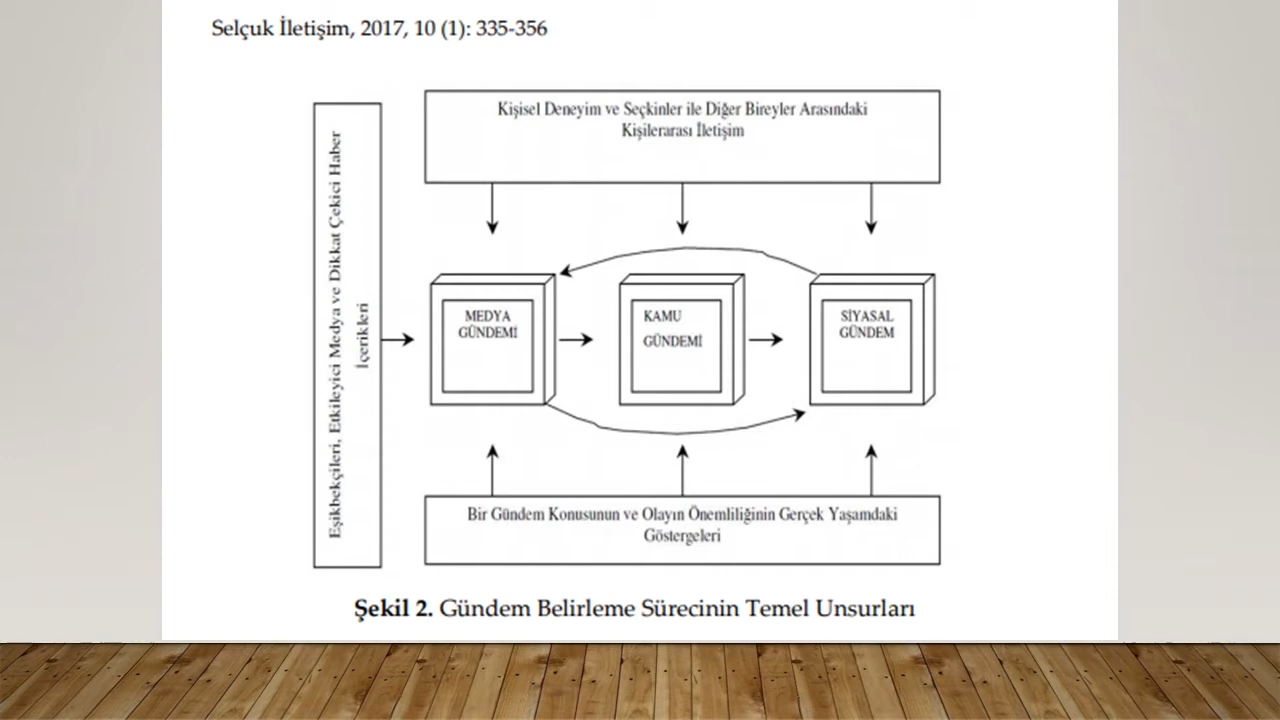 Selçuk İletişim, 2017, 10 (1): 335-356
Kişisel Deneyim ve Seçkinler ile Diğer Bireyler Arasındaki
Kişilerarası İletişim
Eşikbekçileri, Etkileyici Medya ve Dikkat Çekici Haber
İçerikleri
MEDYA
GÜNDEMİ
KAMU
GÜNDEMİ
SİYASAL
GÜNDEM
Bir Gündem Konusunun ve Olayın Önemliliğinin Gerçek Yaşamdaki
Göstergeleri
Şekil 2. Gündem Belirleme Sürecinin Temel Unsurları